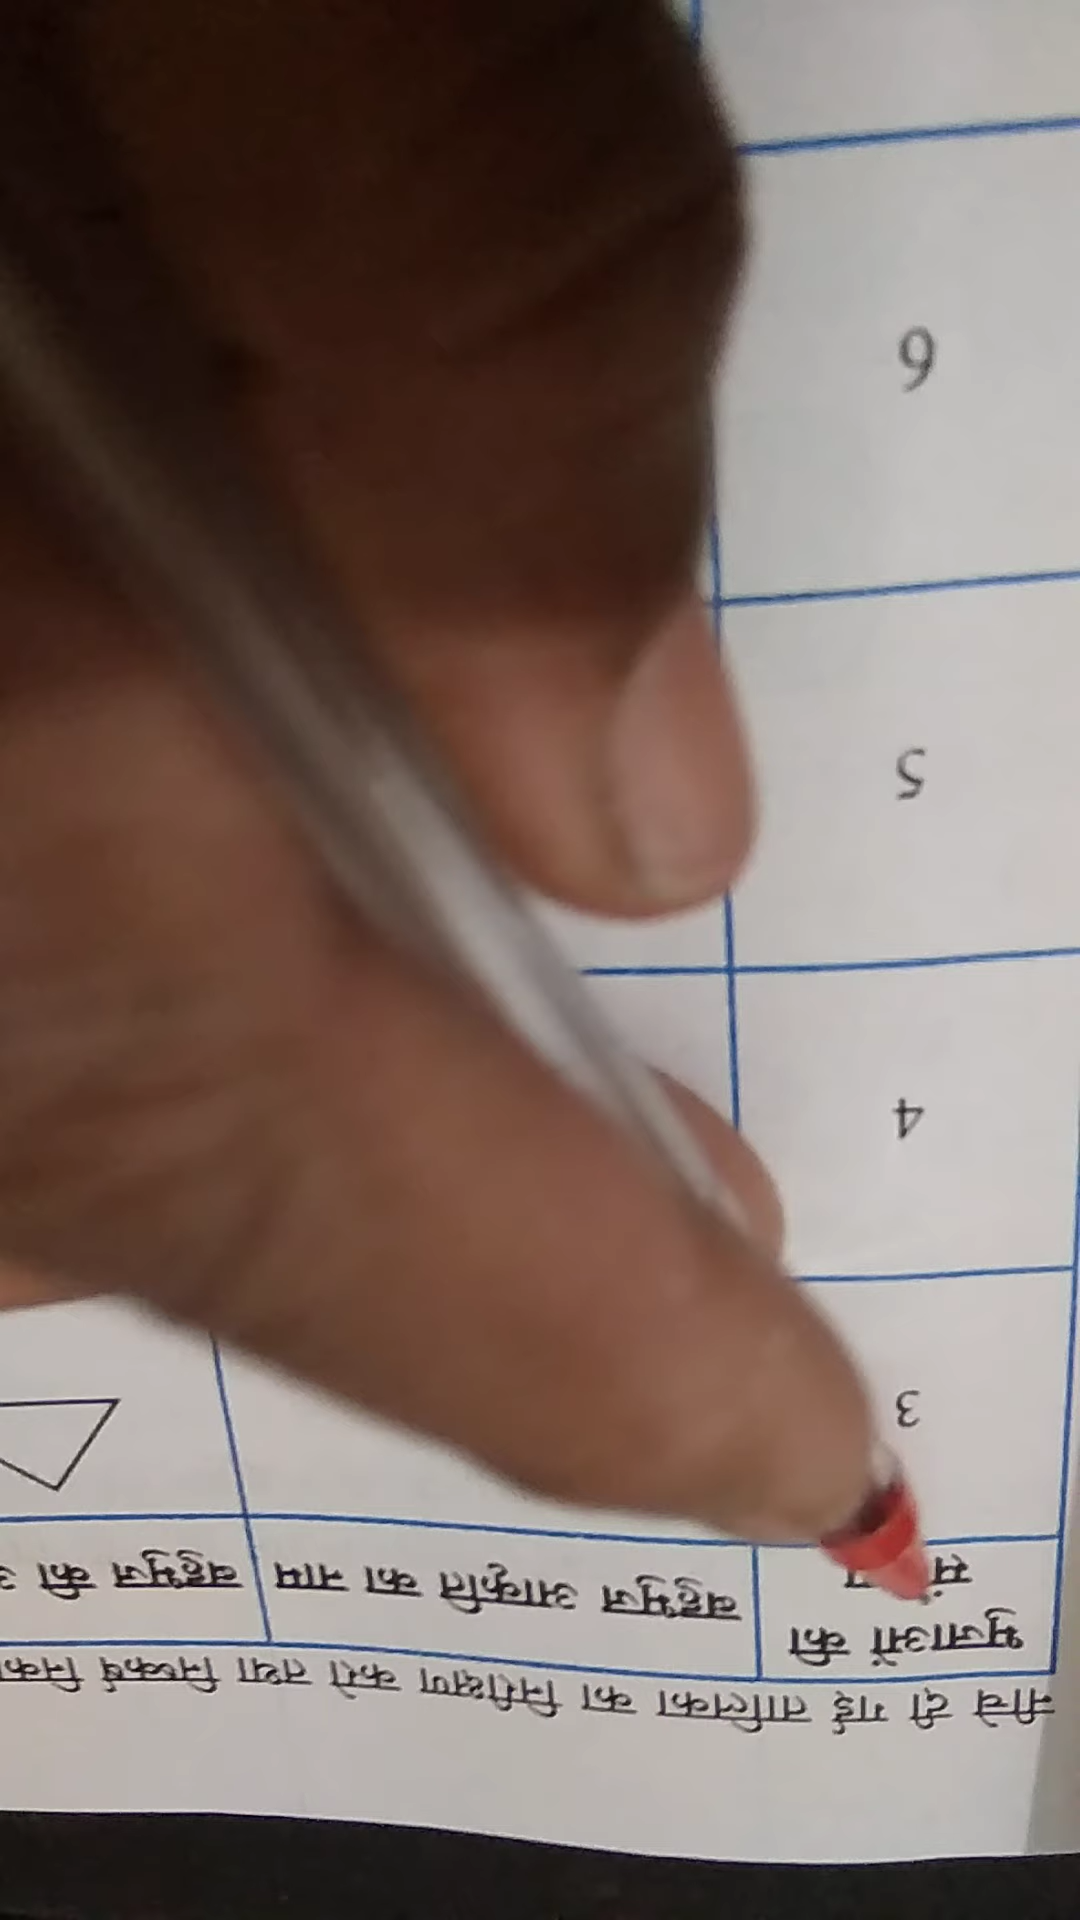 नीचे दी गई तालिका का निरीक्षण करो तथा निष्कर्ष
भुजाओं की
बहुभुज आकृति का नाम
बहुभुज की
3
4
5
6